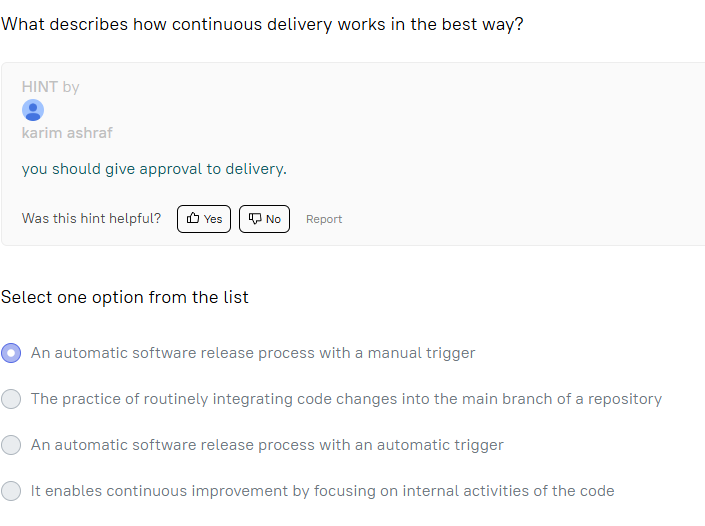 What describes how continuous delivery works in the best way?
HINT by
karim ashraf
you should give approval to delivery.
Was this hint helpful? Yes No Report
Select one option from the list
An automatic software release process with a manual trigger
The practice of routinely integrating code changes into the main branch of a repository
An automatic software release process with an automatic trigger
It enables continuous improvement by focusing on internal activities of the code